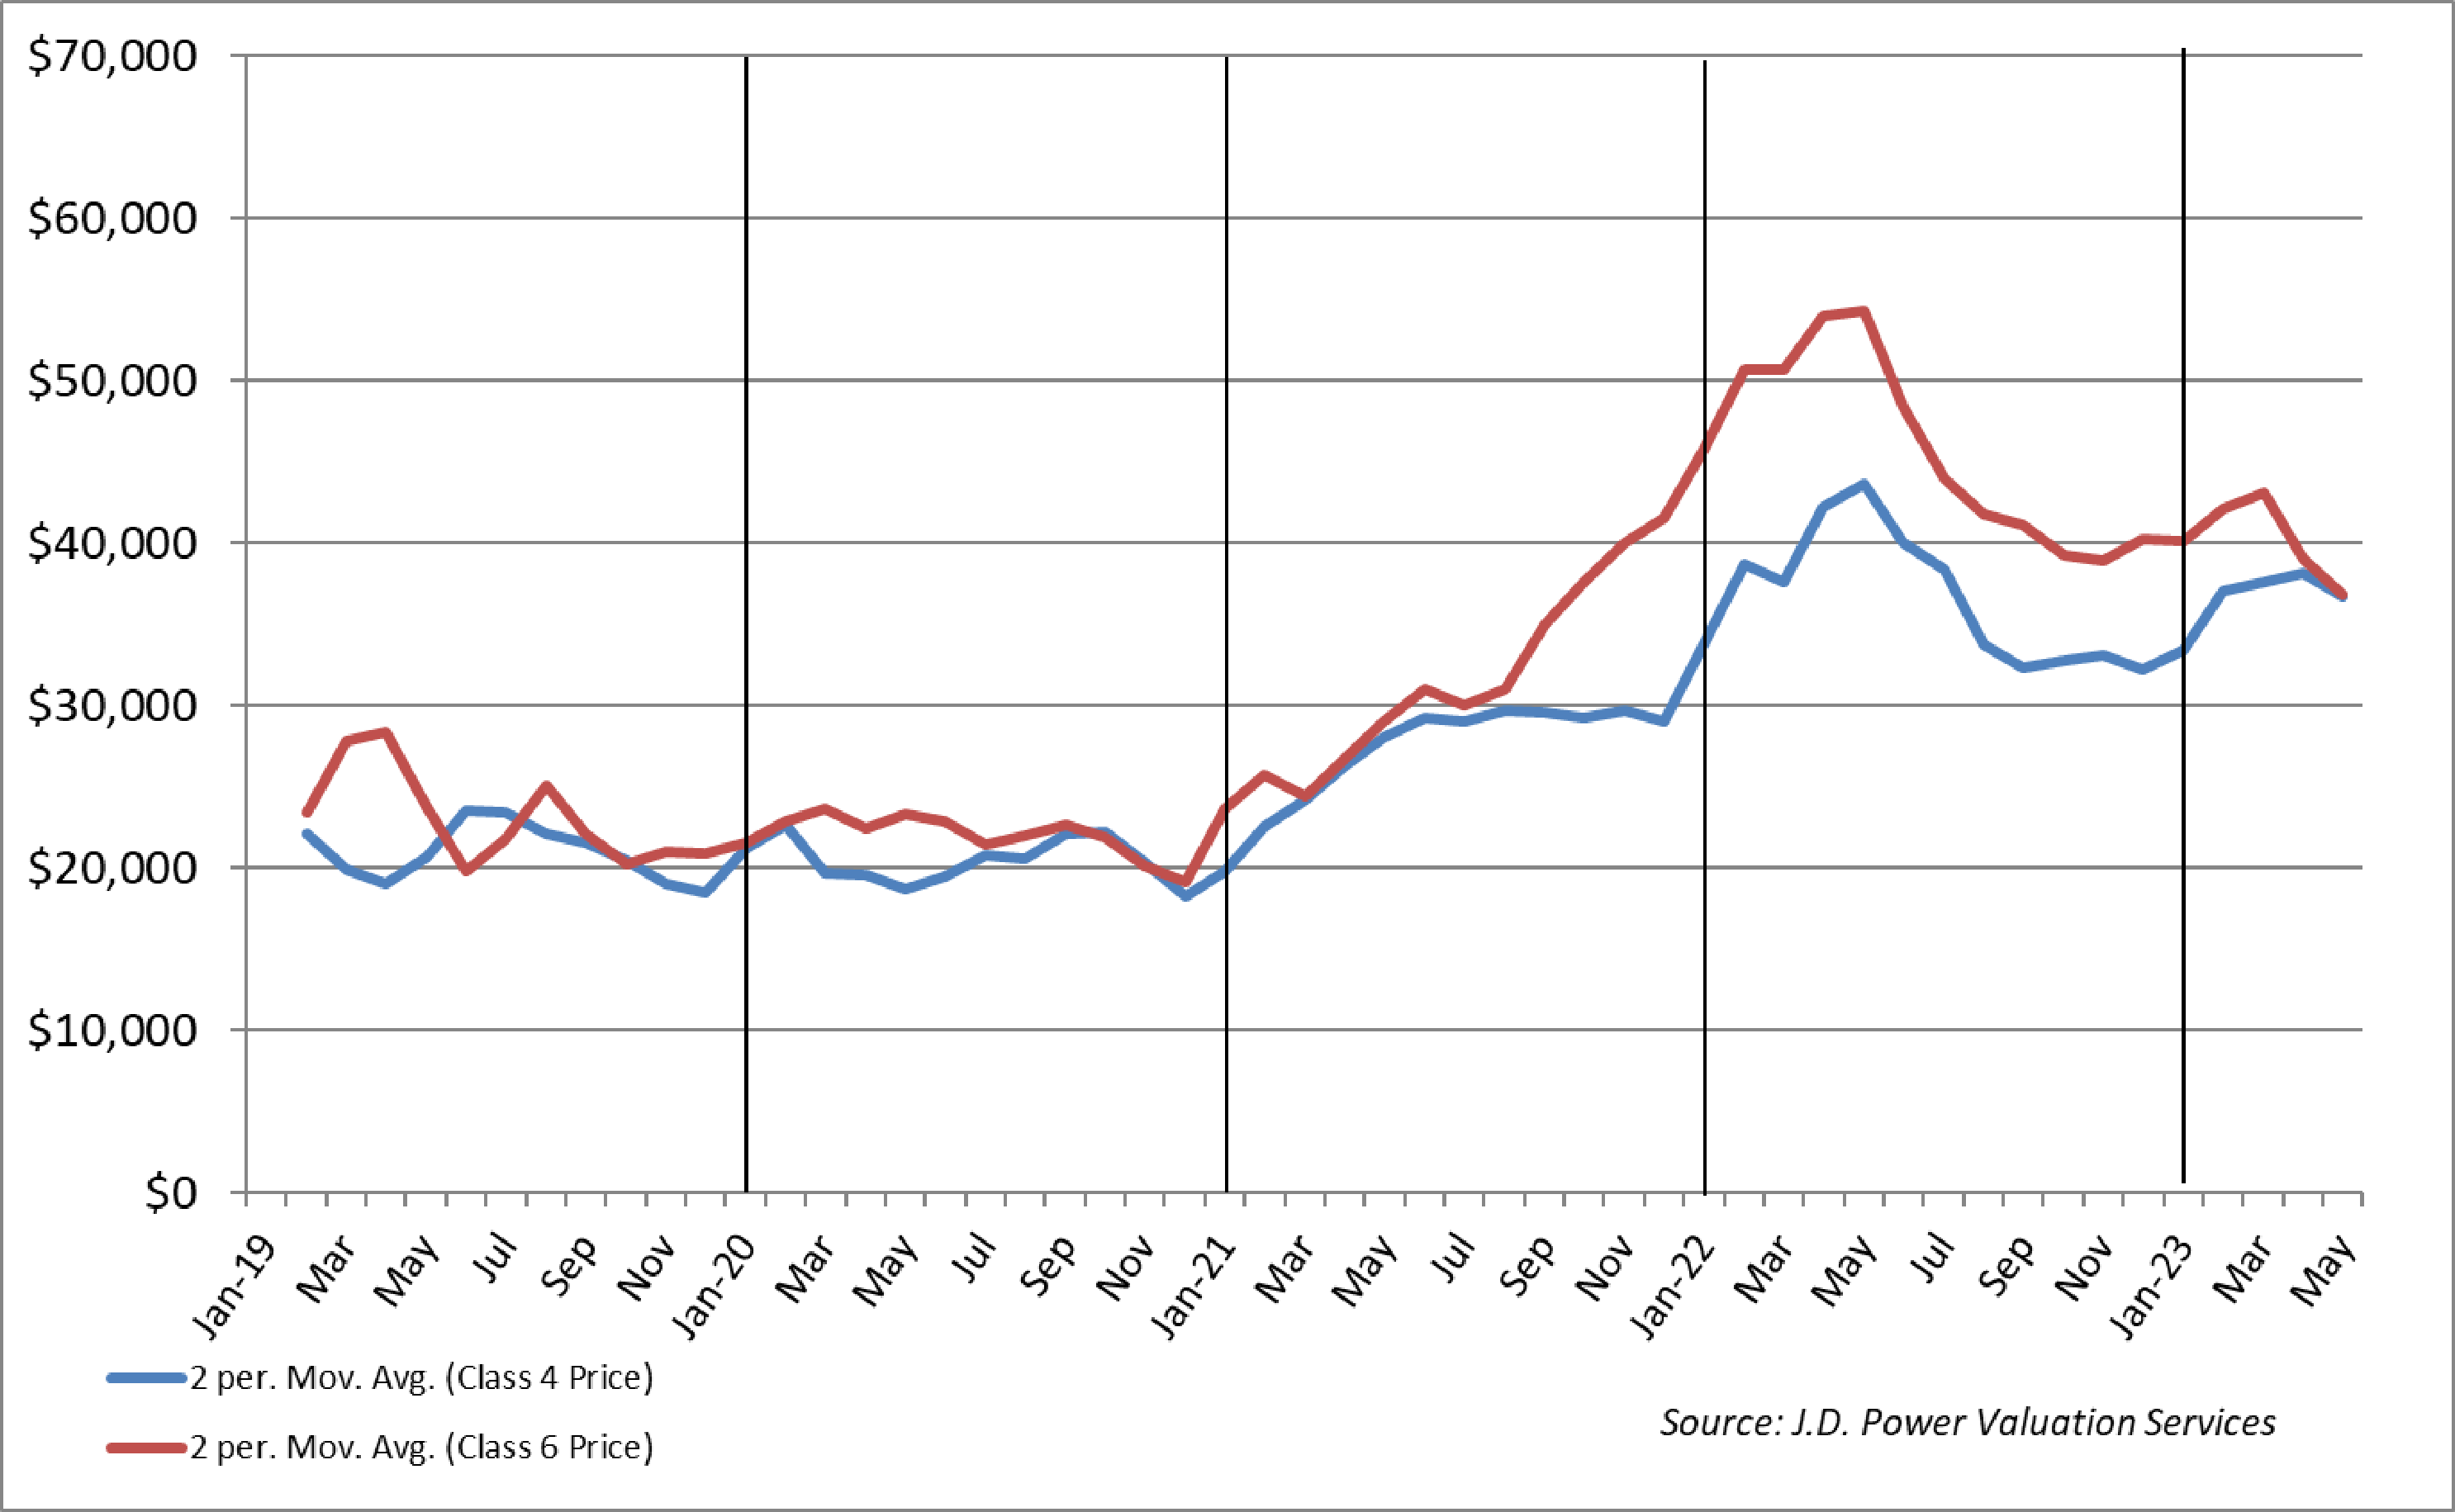 $70,000
$60,000
$50,000
$40,000
$30,000
$20,000
$10,000
$0
Jan-19 Mar May Jul Sep Nov Jan-20 Mar May Jul Sep Nov Jan-21 Mar May Jul Sep Nov Jan-22 Mar May Jul Sep Nov Jan-23 Mar May
2 per. Mov. Avg. (Class 4 Price)
Source: J.D. Power Valuation Services
2 per. Mov. Avg. (Class 6 Price)